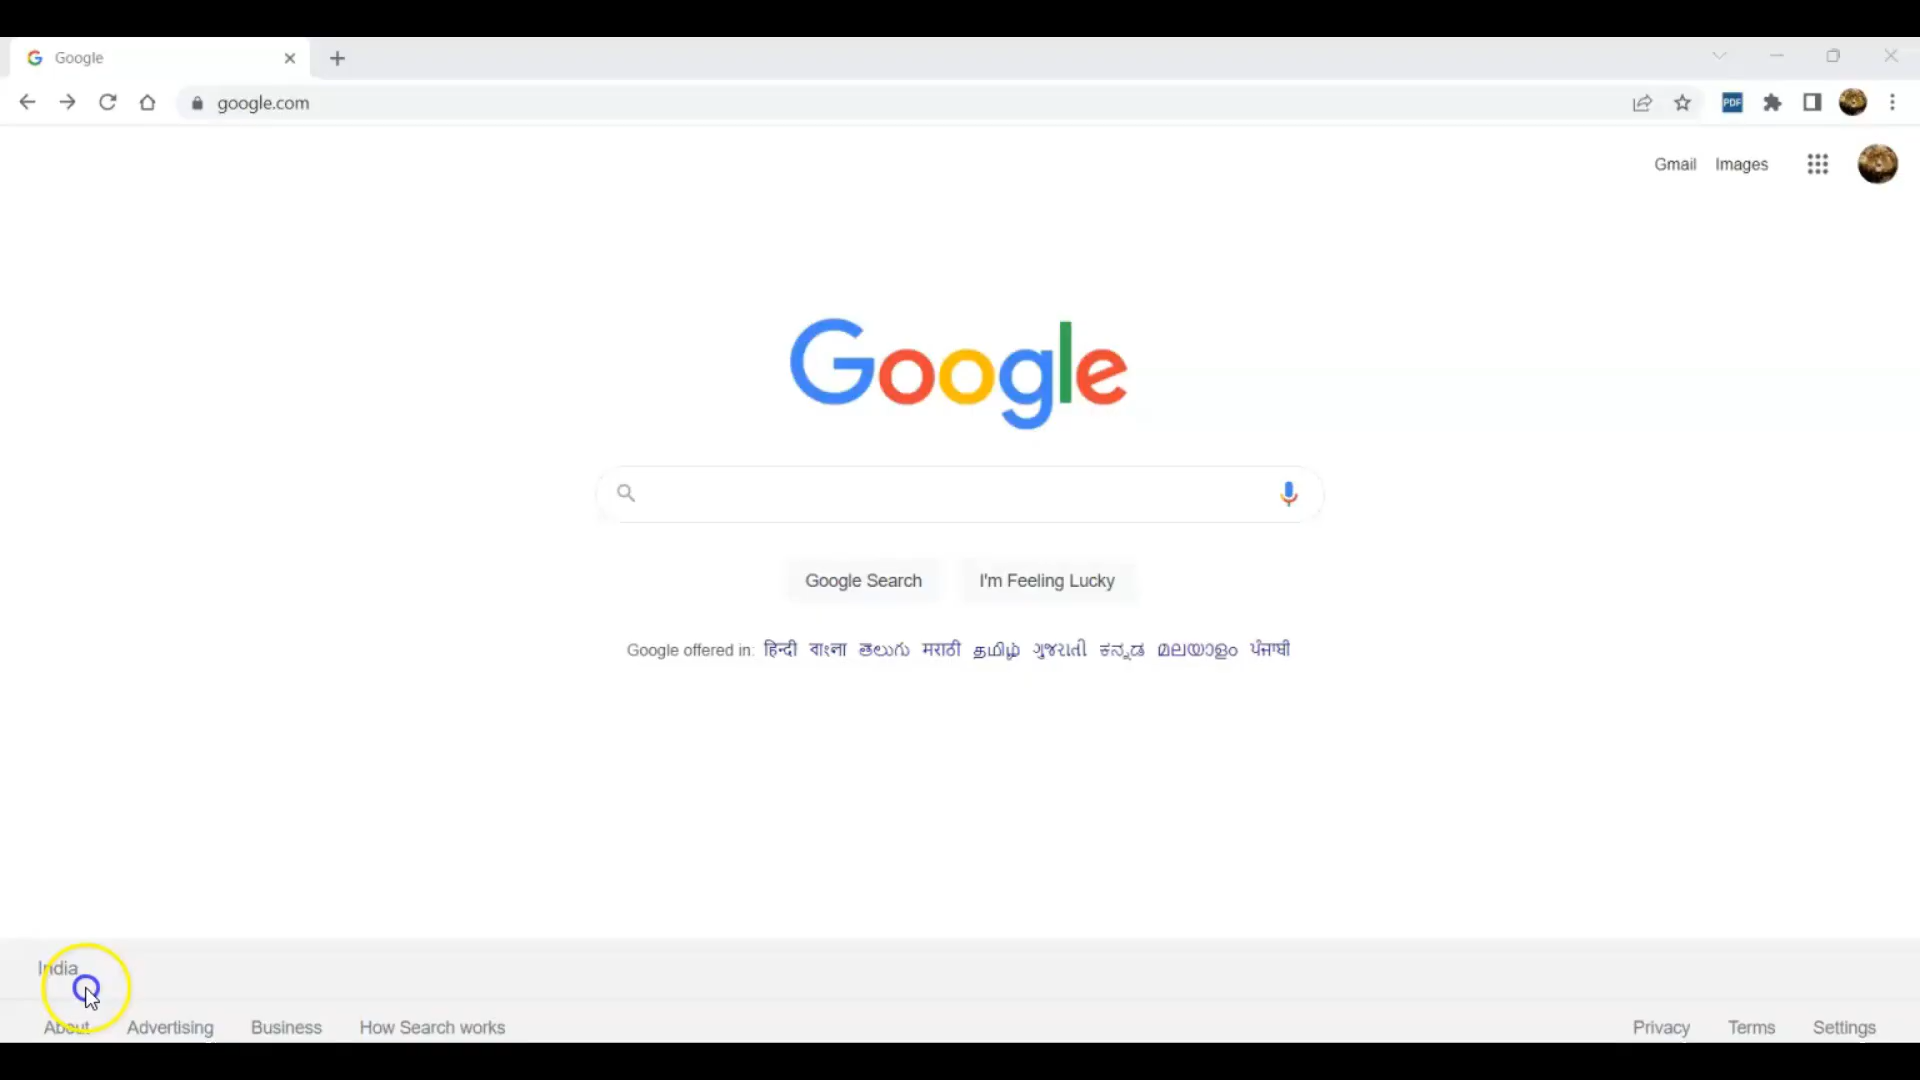 Google
google.com
PDF
Gmail Images
Google
Google Search I'm Feeling Lucky
Google offered in: हिन्दी বাংলা తెలుగు मराठी தமிழ் ગુજરાતી ಕನ್ನಡ മലയാളം ਪੰਜਾਬੀ
India
About Advertising Business How Search works Privacy Terms Settings